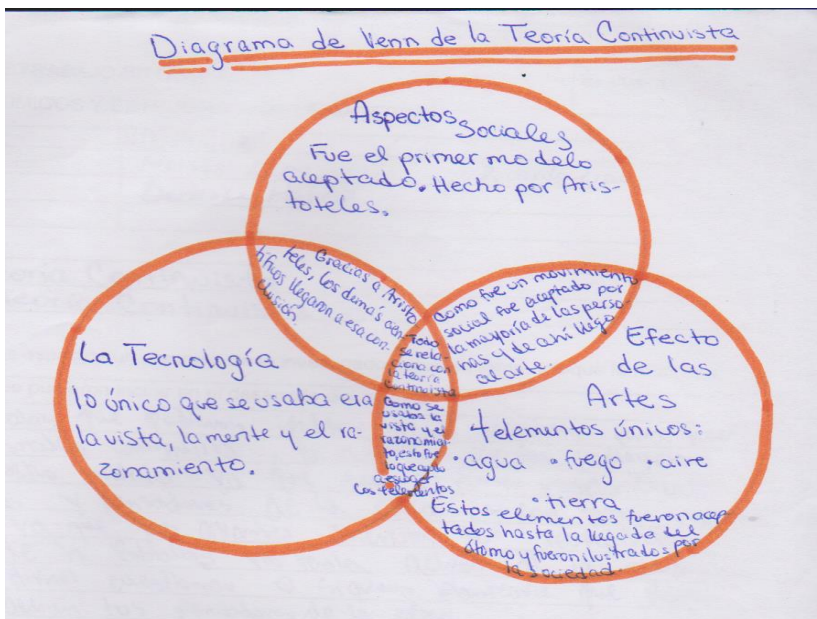 Diagrama de Venn de la Teoría Continuista
Aspectos Sociales
Fue el primer modelo
aceptado. Hecho por Aris-
toteles.
Gracias a Aristo
teles, los demás cien-
tificos llegaron a esa con-
clusión.
Como fue un movimiento
social fue aceptado por
la mayoría de las perso-
nas y de ahí llego
al arte.
Todo
se rela-
ciona con
la teoría
Continuista
La Tecnología
lo único que se usaba era
la vista, la mente y el ra-
zonamiento.
Como se
usaba la
vista y el
razonamien-
to, esto fue
lo que ayudo
a
los 4 elementos
Efecto
de las
Artes
4 elementos únicos:
• agua • fuego • aire
• tierra
Estos elementos fueron acep-
tados hasta la llegada del
átomo y fueron ilustrados por
la sociedad.